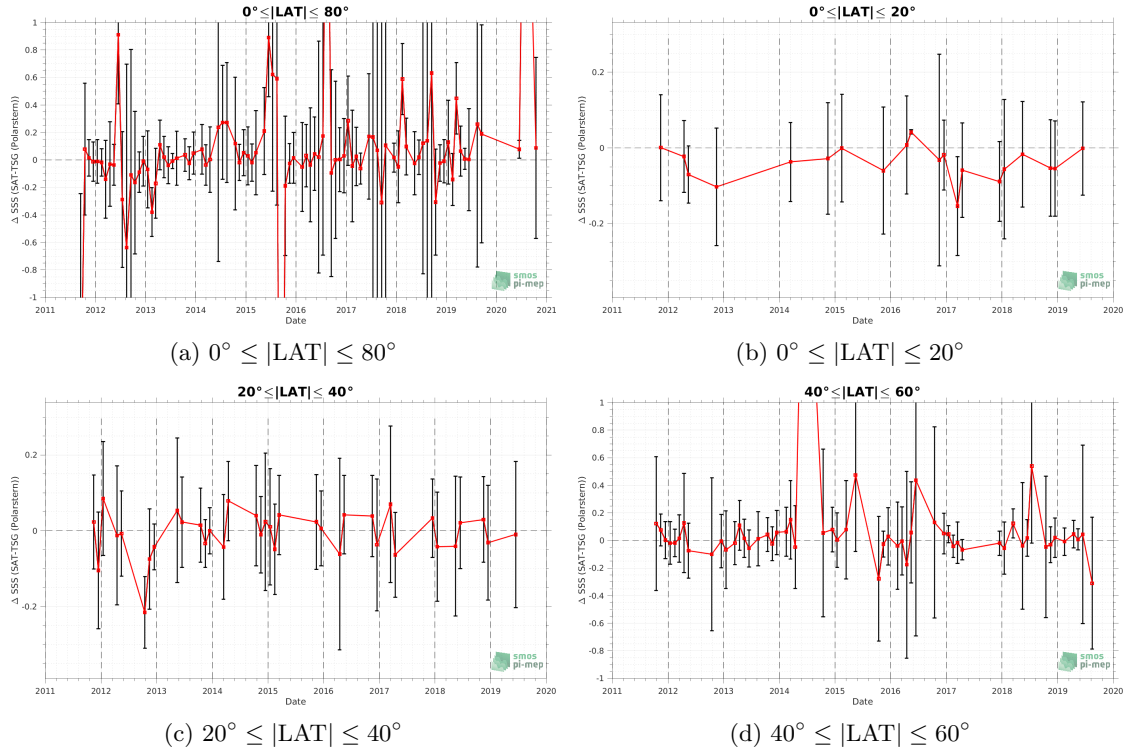 0°≤|LAT|≤ 80°
1
0.8
0.6
0.4
0.2
0
-0.2
-0.4
-0.6
-0.8
-1
Δ SSS (SAT-TSG (Polarstern))
2012 2013 2014 2015 2016 2017 2018 2019 2020 2021
Date
smos
pi-mep
(a) 0° ≤ |LAT| ≤ 80°
0°≤|LAT|≤ 20°
0.2
0
-0.2
Δ SSS (SAT-TSG (Polarstern))
2011 2012 2013 2014 2015 2016 2017 2018 2019 2020
Date
smos
pi-mep
(b) 0° ≤ |LAT| ≤ 20°
20°≤|LAT|≤ 40°
0.2
0
-0.2
Δ SSS (SAT-TSG (Polarstern))
2011 2012 2013 2014 2015 2016 2017 2018 2019 2020
Date
smos
pi-mep
(c) 20° ≤ |LAT| ≤ 40°
40°≤|LAT|≤ 60°
1
0.8
0.6
0.4
0.2
0
-0.2
-0.4
-0.6
-0.8
-1
Δ SSS (SAT-TSG (Polarstern))
2011 2012 2013 2014 2015 2016 2017 2018 2019 2020
Date
smos
pi-mep
(d) 40° ≤ |LAT| ≤ 60°